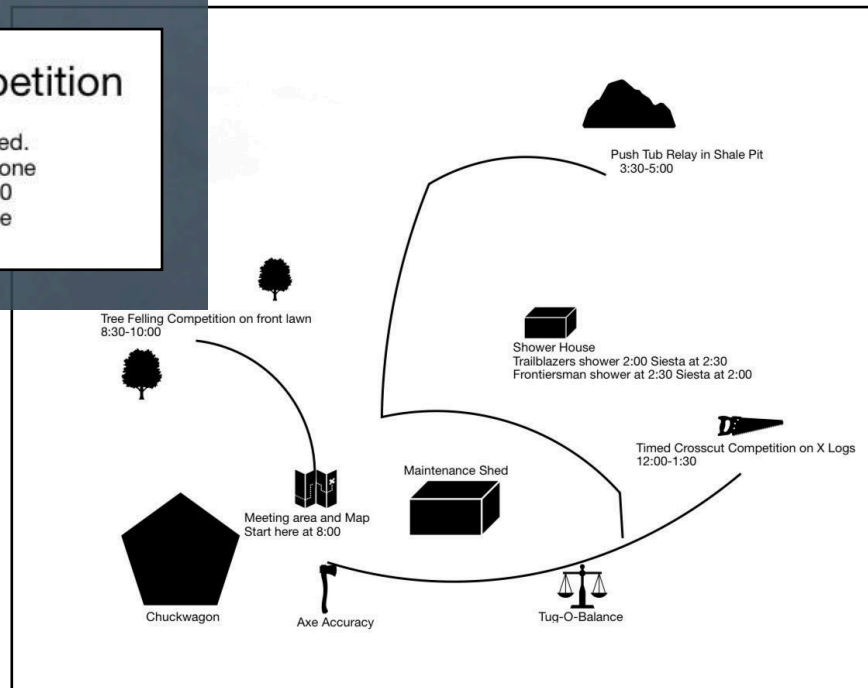 petition
ed.
one
0
e
Push Tub Relay in Shale Pit
3:30-5:00
Tree Felling Competition on front lawn
8:30-10:00
Shower House
Trailblazers shower 2:00 Siesta at 2:30
Frontiersman shower at 2:30 Siesta at 2:00
Timed Crosscut Competition on X Logs
12:00-1:30
Maintenance Shed
Meeting area and Map
Start here at 8:00
Chuckwagon
Axe Accuracy
Tug-O-Balance